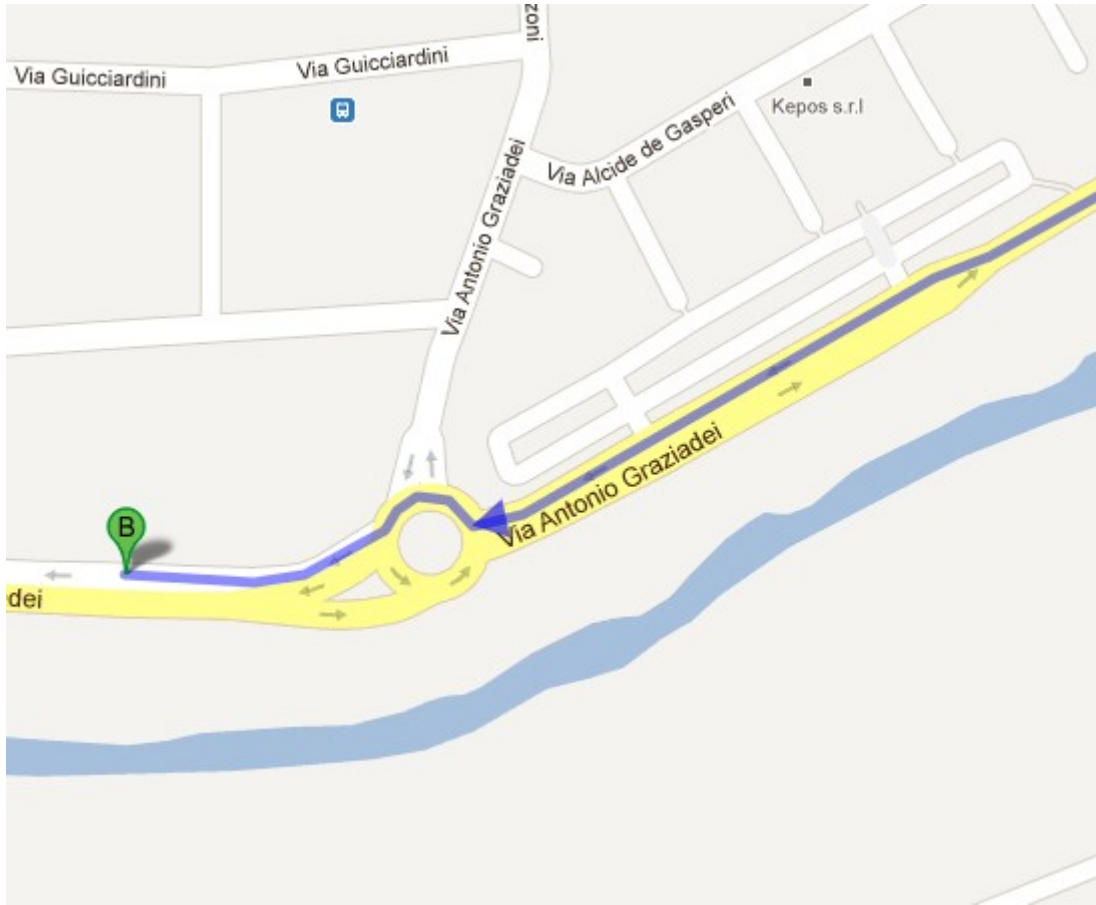 zoni
Via Guicciardini
Via Guicciardini
Kepos s.r.l
Via Alcide de Gasperi
Via Antonio Graziadei
Via Antonio Graziadei
B
dei